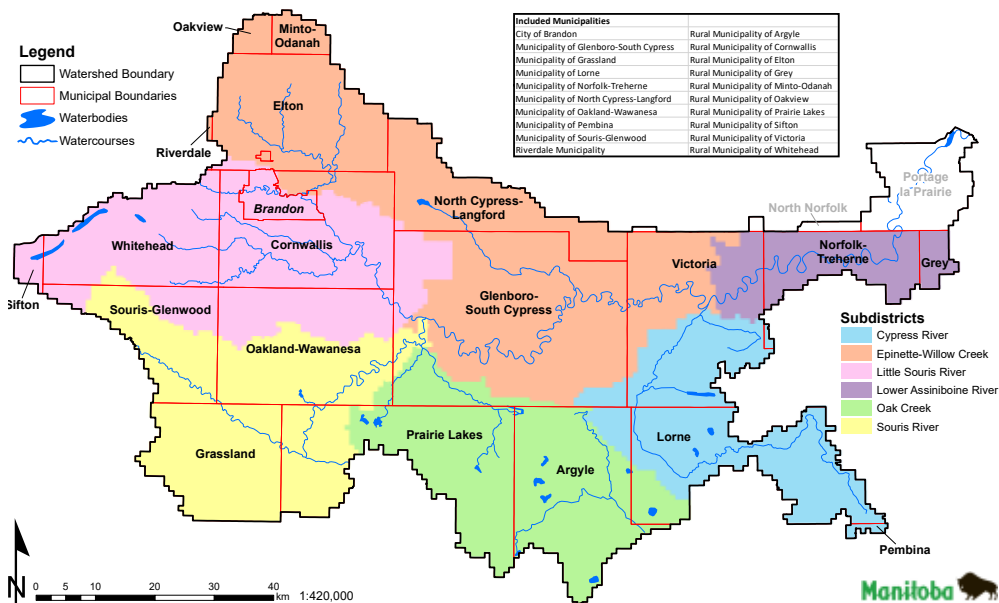 Oakview
Minto-
Odanah
Legend
Watershed Boundary
Municipal Boundaries
Waterbodies
Watercourses
Included Municipalities
City of Brandon Rural Municipality of Argyle
Municipality of Glenboro-South Cypress Rural Municipality of Cornwallis
Municipality of Grassland Rural Municipality of Elton
Municipality of Lorne Rural Municipality of Grey
Municipality of Norfolk-Treherne Rural Municipality of Minto-Odanah
Municipality of North Cypress-Langford Rural Municipality of Oakview
Municipality of Oakland-Wawanesa Rural Municipality of Prairie Lakes
Municipality of Pembina Rural Municipality of Sifton
Municipality of Souris-Glenwood Rural Municipality of Victoria
Riverdale Municipality Rural Municipality of Whitehead
Elton
Riverdale
Portage
la Prairie
North Cypress-
Langford
North Norfolk
Brandon
Whitehead
Cornwallis
Victoria
Norfolk-
Treherne
Grey
Sifton
Souris-Glenwood
Glenboro-
South Cypress
Oakland-Wawanesa
Subdistricts
Cypress River
Epinette-Willow Creek
Little Souris River
Lower Assiniboine River
Oak Creek
Souris River
Grassland
Prairie Lakes
Lorne
Argyle
Pembina
N
0 5 10 20 30 40
km
1:420,000
Manitoba